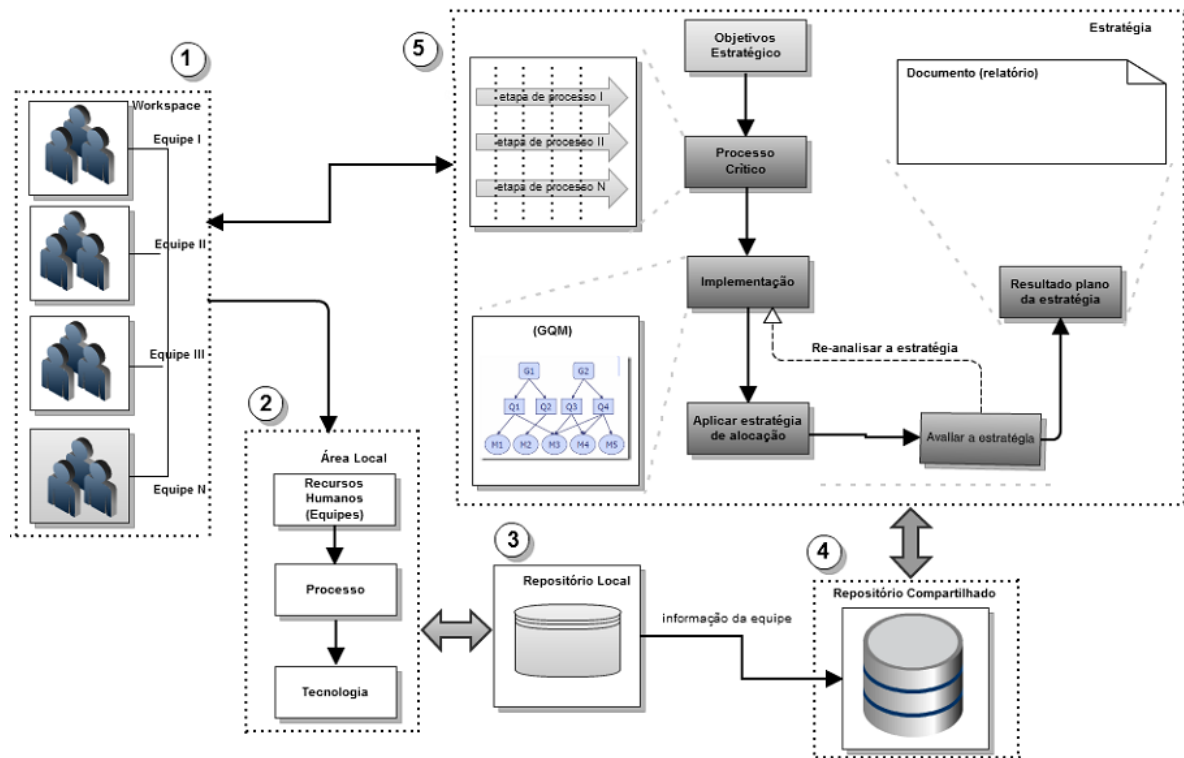 1
Workspace
Equipe I
Equipe II
Equipe III
Equipe N
2
Área Local
Recursos
Humanos
(Equipes)
Processo
Tecnologia
3
Repositório Local
informação da equipe
4
Repositório Compartilhado
5
Estratégia
etapa de processo I
etapa de processo II
etapa de processo N
Objetivos
Estratégico
Processo
Crítico
Implementação
(GQM)
G1 G2
Q1 Q2 Q3 Q4
M1 M2 M3 M4 M5
Aplicar estratégia
de alocação
Re-analisar a estratégia
Avaliar a estratégia
Resultado plano
da estratégia
Documento (relatório)